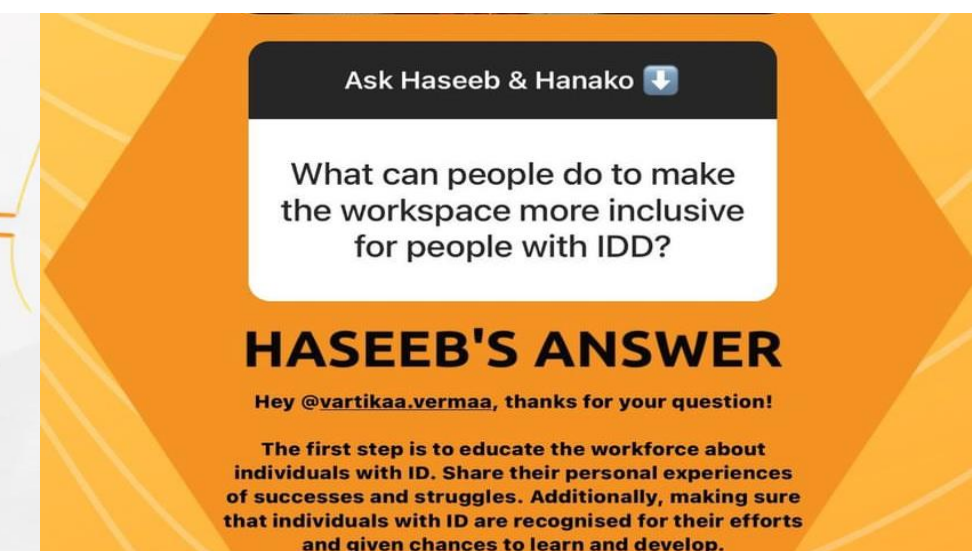 Ask Haseeb & Hanako ⬇️
What can people do to make
the workspace more inclusive
for people with IDD?
HASEEB'S ANSWER
Hey @vartikaa.vermaa, thanks for your question!
The first step is to educate the workforce about
individuals with ID. Share their personal experiences
of successes and struggles. Additionally, making sure
that individuals with ID are recognised for their efforts
and given chances to learn and develop.